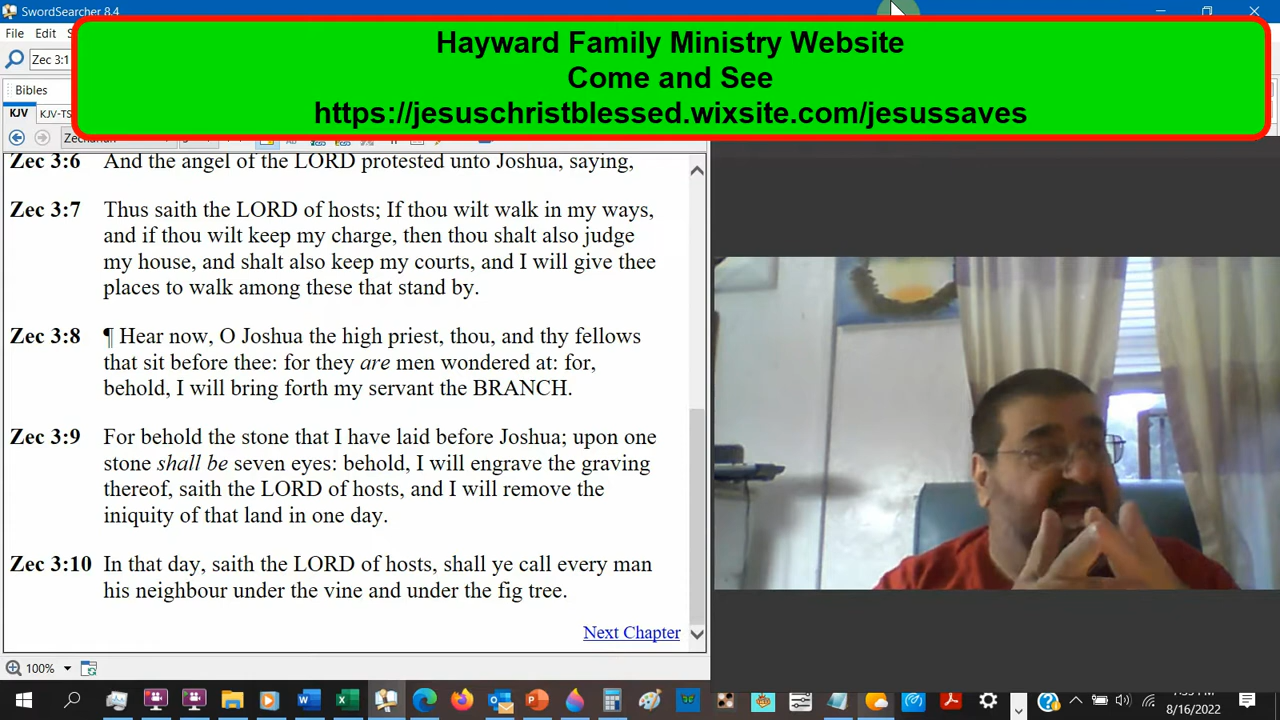 SwordSearcher 8.4
Hayward Family Ministry Website
Come and See
https://jesuschristblessed.wixsite.com/jesussaves
File Edit
Zec 3:1
Bibles
KJV KJV-TS
Zec 3:6 And the angel of the LORD protested unto Joshua, saying,
Zec 3:7 Thus saith the LORD of hosts; If thou wilt walk in my ways,
and if thou wilt keep my charge, then thou shalt also judge
my house, and shalt also keep my courts, and I will give thee
places to walk among these that stand by.
Zec 3:8 ¶ Hear now, O Joshua the high priest, thou, and thy fellows
that sit before thee: for they are men wondered at: for,
behold, I will bring forth my servant the BRANCH.
Zec 3:9 For behold the stone that I have laid before Joshua; upon one
stone shall be seven eyes: behold, I will engrave the graving
thereof, saith the LORD of hosts, and I will remove the
iniquity of that land in one day.
Zec 3:10 In that day, saith the LORD of hosts, shall ye call every man
his neighbour under the vine and under the fig tree.
Next Chapter
100%
8/16/2022